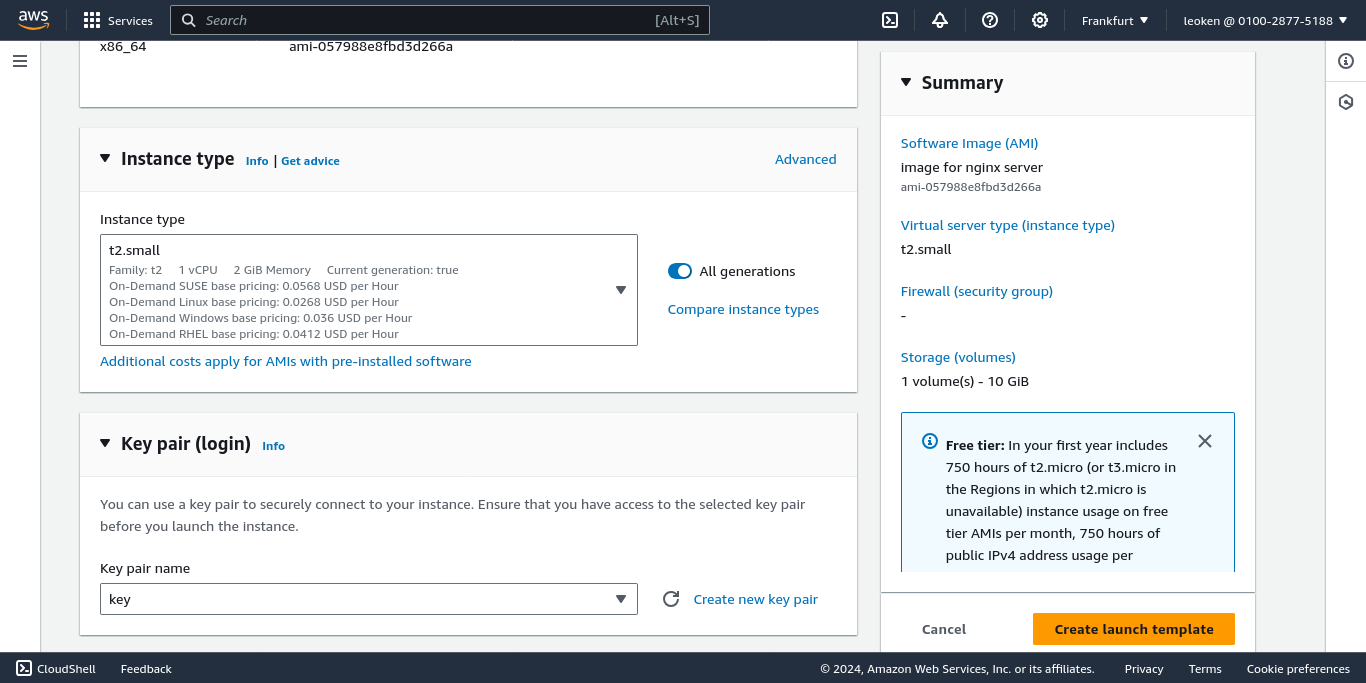 aws
Services
Search
[Alt+S]
Frankfurt
leoken @ 0100-2877-5188
x86_64
ami-057988e8fbd3d266a
Instance type Info | Get advice
Advanced
Instance type
t2.small
Family: t2 1 vCPU 2 GiB Memory Current generation: true
On-Demand SUSE base pricing: 0.0568 USD per Hour
On-Demand Linux base pricing: 0.0268 USD per Hour
On-Demand Windows base pricing: 0.036 USD per Hour
On-Demand RHEL base pricing: 0.0412 USD per Hour
All generations
Compare instance types
Additional costs apply for AMIs with pre-installed software
Key pair (login) Info
You can use a key pair to securely connect to your instance. Ensure that you have access to the selected key pair
before you launch the instance.
Key pair name
key
Create new key pair
Summary
Software Image (AMI)
image for nginx server
ami-057988e8fbd3d266a
Virtual server type (instance type)
t2.small
Firewall (security group)
-
Storage (volumes)
1 volume(s) - 10 GiB
Free tier: In your first year includes
750 hours of t2.micro (or t3.micro in
the Regions in which t2.micro is
unavailable) instance usage on free
tier AMIs per month, 750 hours of
public IPv4 address usage per
Cancel
Create launch template
CloudShell
Feedback
© 2024, Amazon Web Services, Inc. or its affiliates.
Privacy
Terms
Cookie preferences